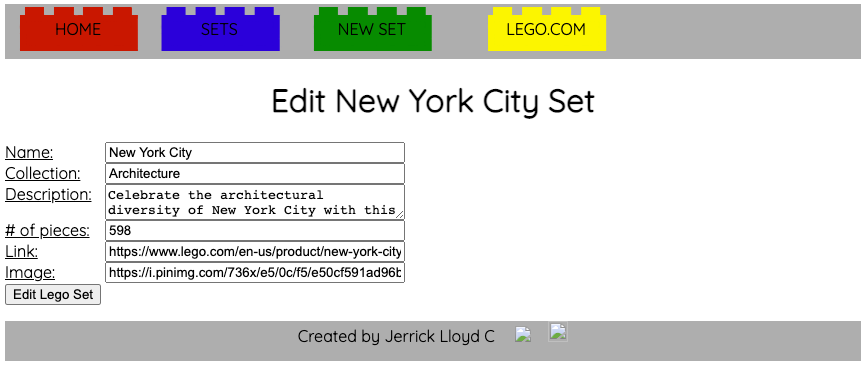 HOME SETS NEW SET LEGO.COM
Edit New York City Set
Name: New York City
Collection: Architecture
Description: Celebrate the architectural
diversity of New York City with this
# of pieces: 598
Link: https://www.lego.com/en-us/product/new-york-city
Image: https://i.pinimg.com/736x/e5/0c/f5/e50cf591ad96b
Edit Lego Set
Created by Jerrick Lloyd C